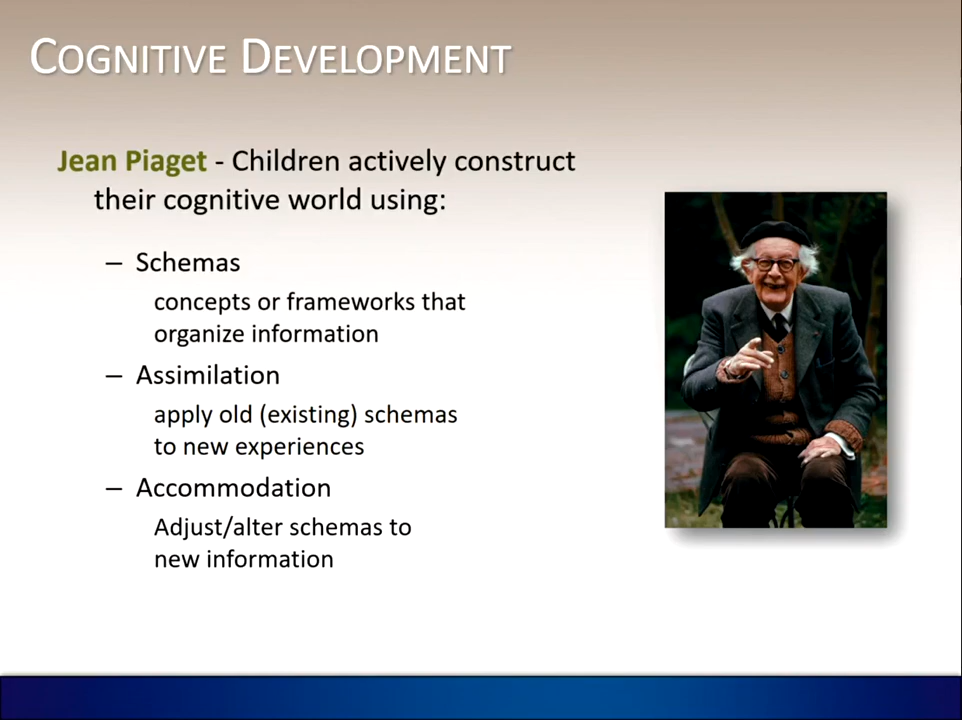 COGNITIVE DEVELOPMENT
Jean Piaget - Children actively construct
their cognitive world using:
– Schemas
concepts or frameworks that
organize information
– Assimilation
apply old (existing) schemas
to new experiences
– Accommodation
Adjust/alter schemas to
new information